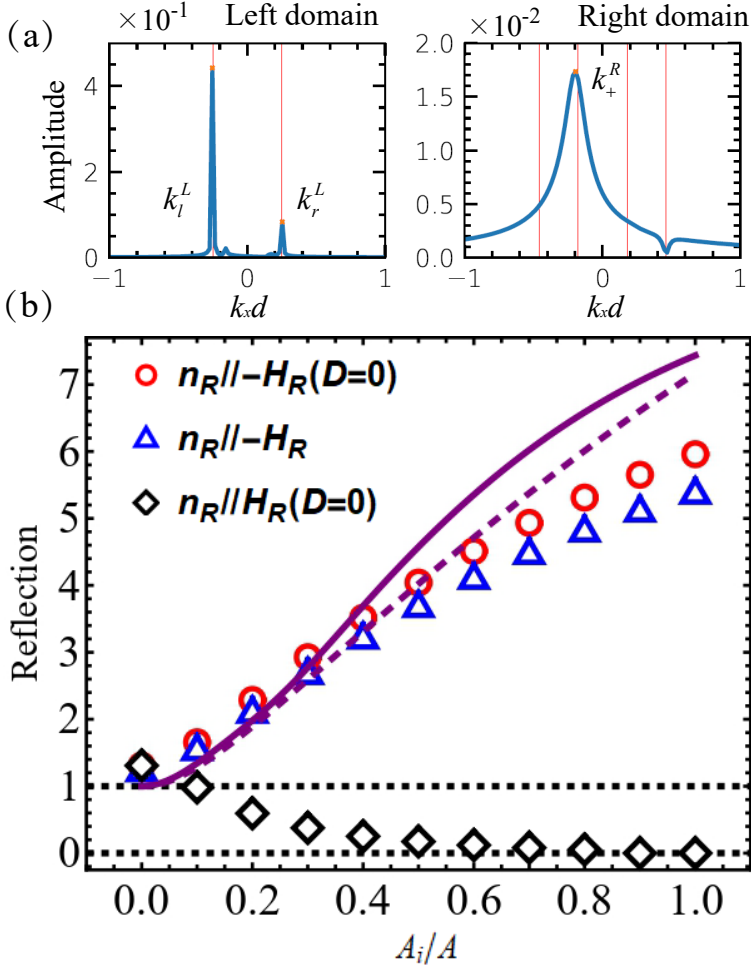 (a)
×10⁻¹ Left domain
×10⁻² Right domain
Amplitude
4
2
0
k_l^L
k_r^L
−1 0 1
k_xd
2.0
1.5
1.0
0.5
0.0
k_+^R
−1 0 1
k_xd
(b)
n_R//−H_R(D=0)
n_R//−H_R
n_R//H_R(D=0)
Reflection
7
6
5
4
3
2
1
0
0.0 0.2 0.4 0.6 0.8 1.0
A_i/A